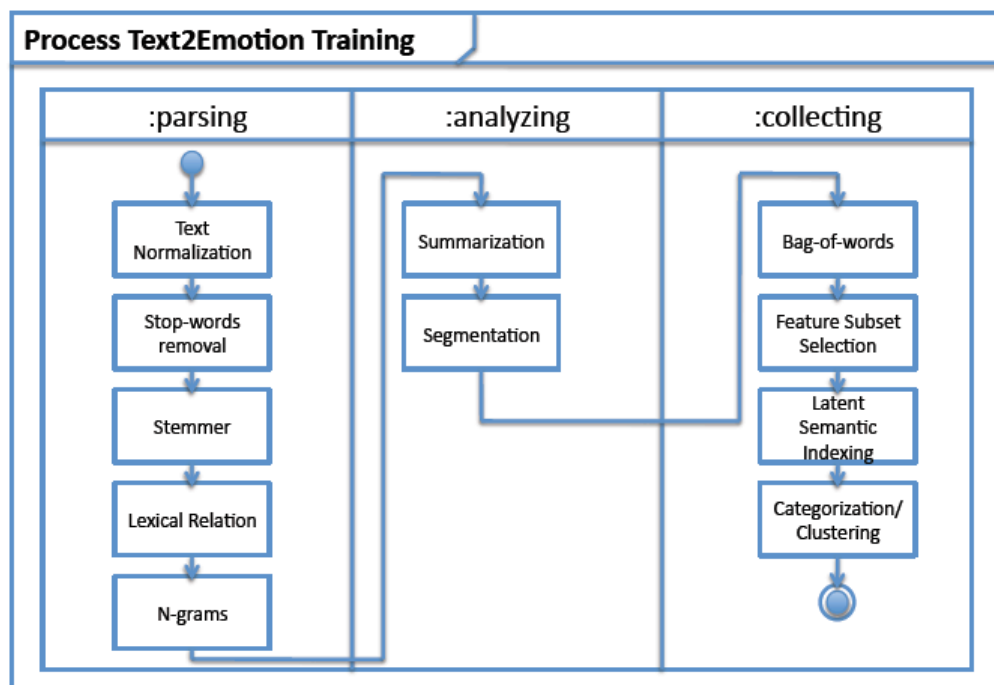 Process Text2Emotion Training
:parsing
Text
Normalization
Stop-words
removal
Stemmer
Lexical Relation
N-grams
:analyzing
Summarization
Segmentation
:collecting
Bag-of-words
Feature Subset
Selection
Latent
Semantic
Indexing
Categorization/
Clustering